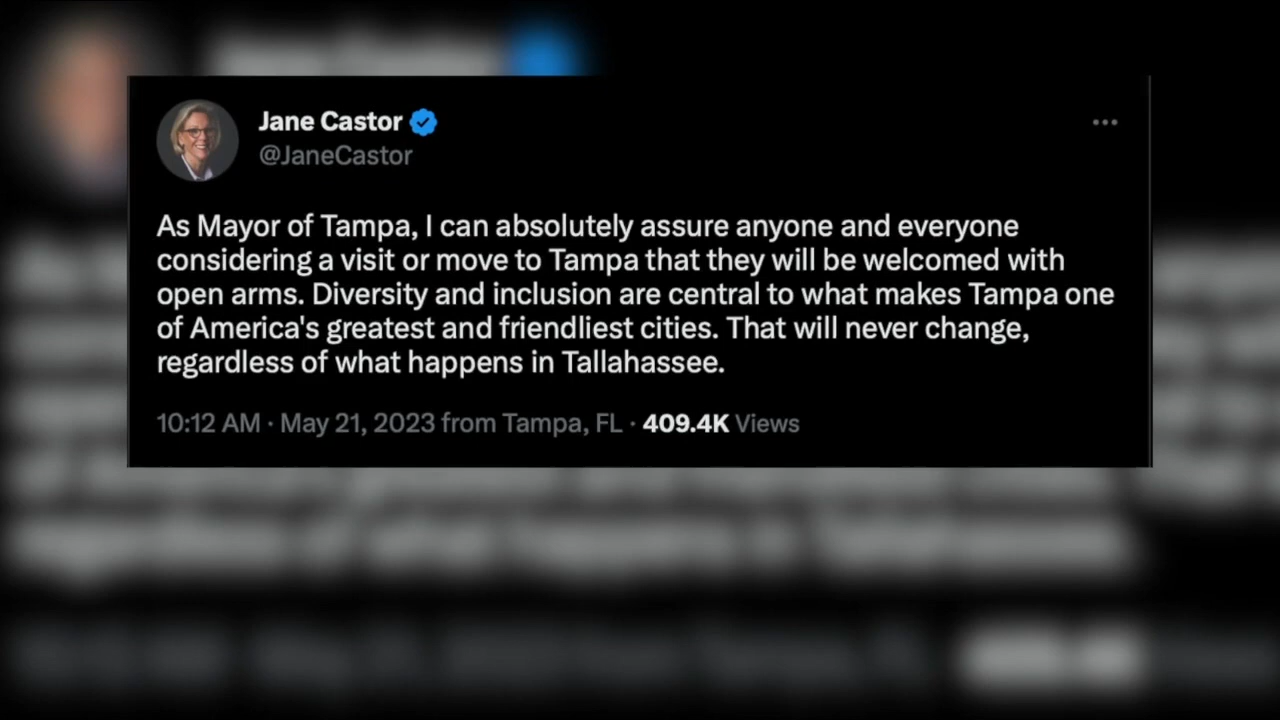 Jane Castor
@JaneCastor
As Mayor of Tampa, I can absolutely assure anyone and everyone
considering a visit or move to Tampa that they will be welcomed with
open arms. Diversity and inclusion are central to what makes Tampa one
of America's greatest and friendliest cities. That will never change,
regardless of what happens in Tallahassee.
10:12 AM · May 21, 2023 from Tampa, FL · 409.4K Views